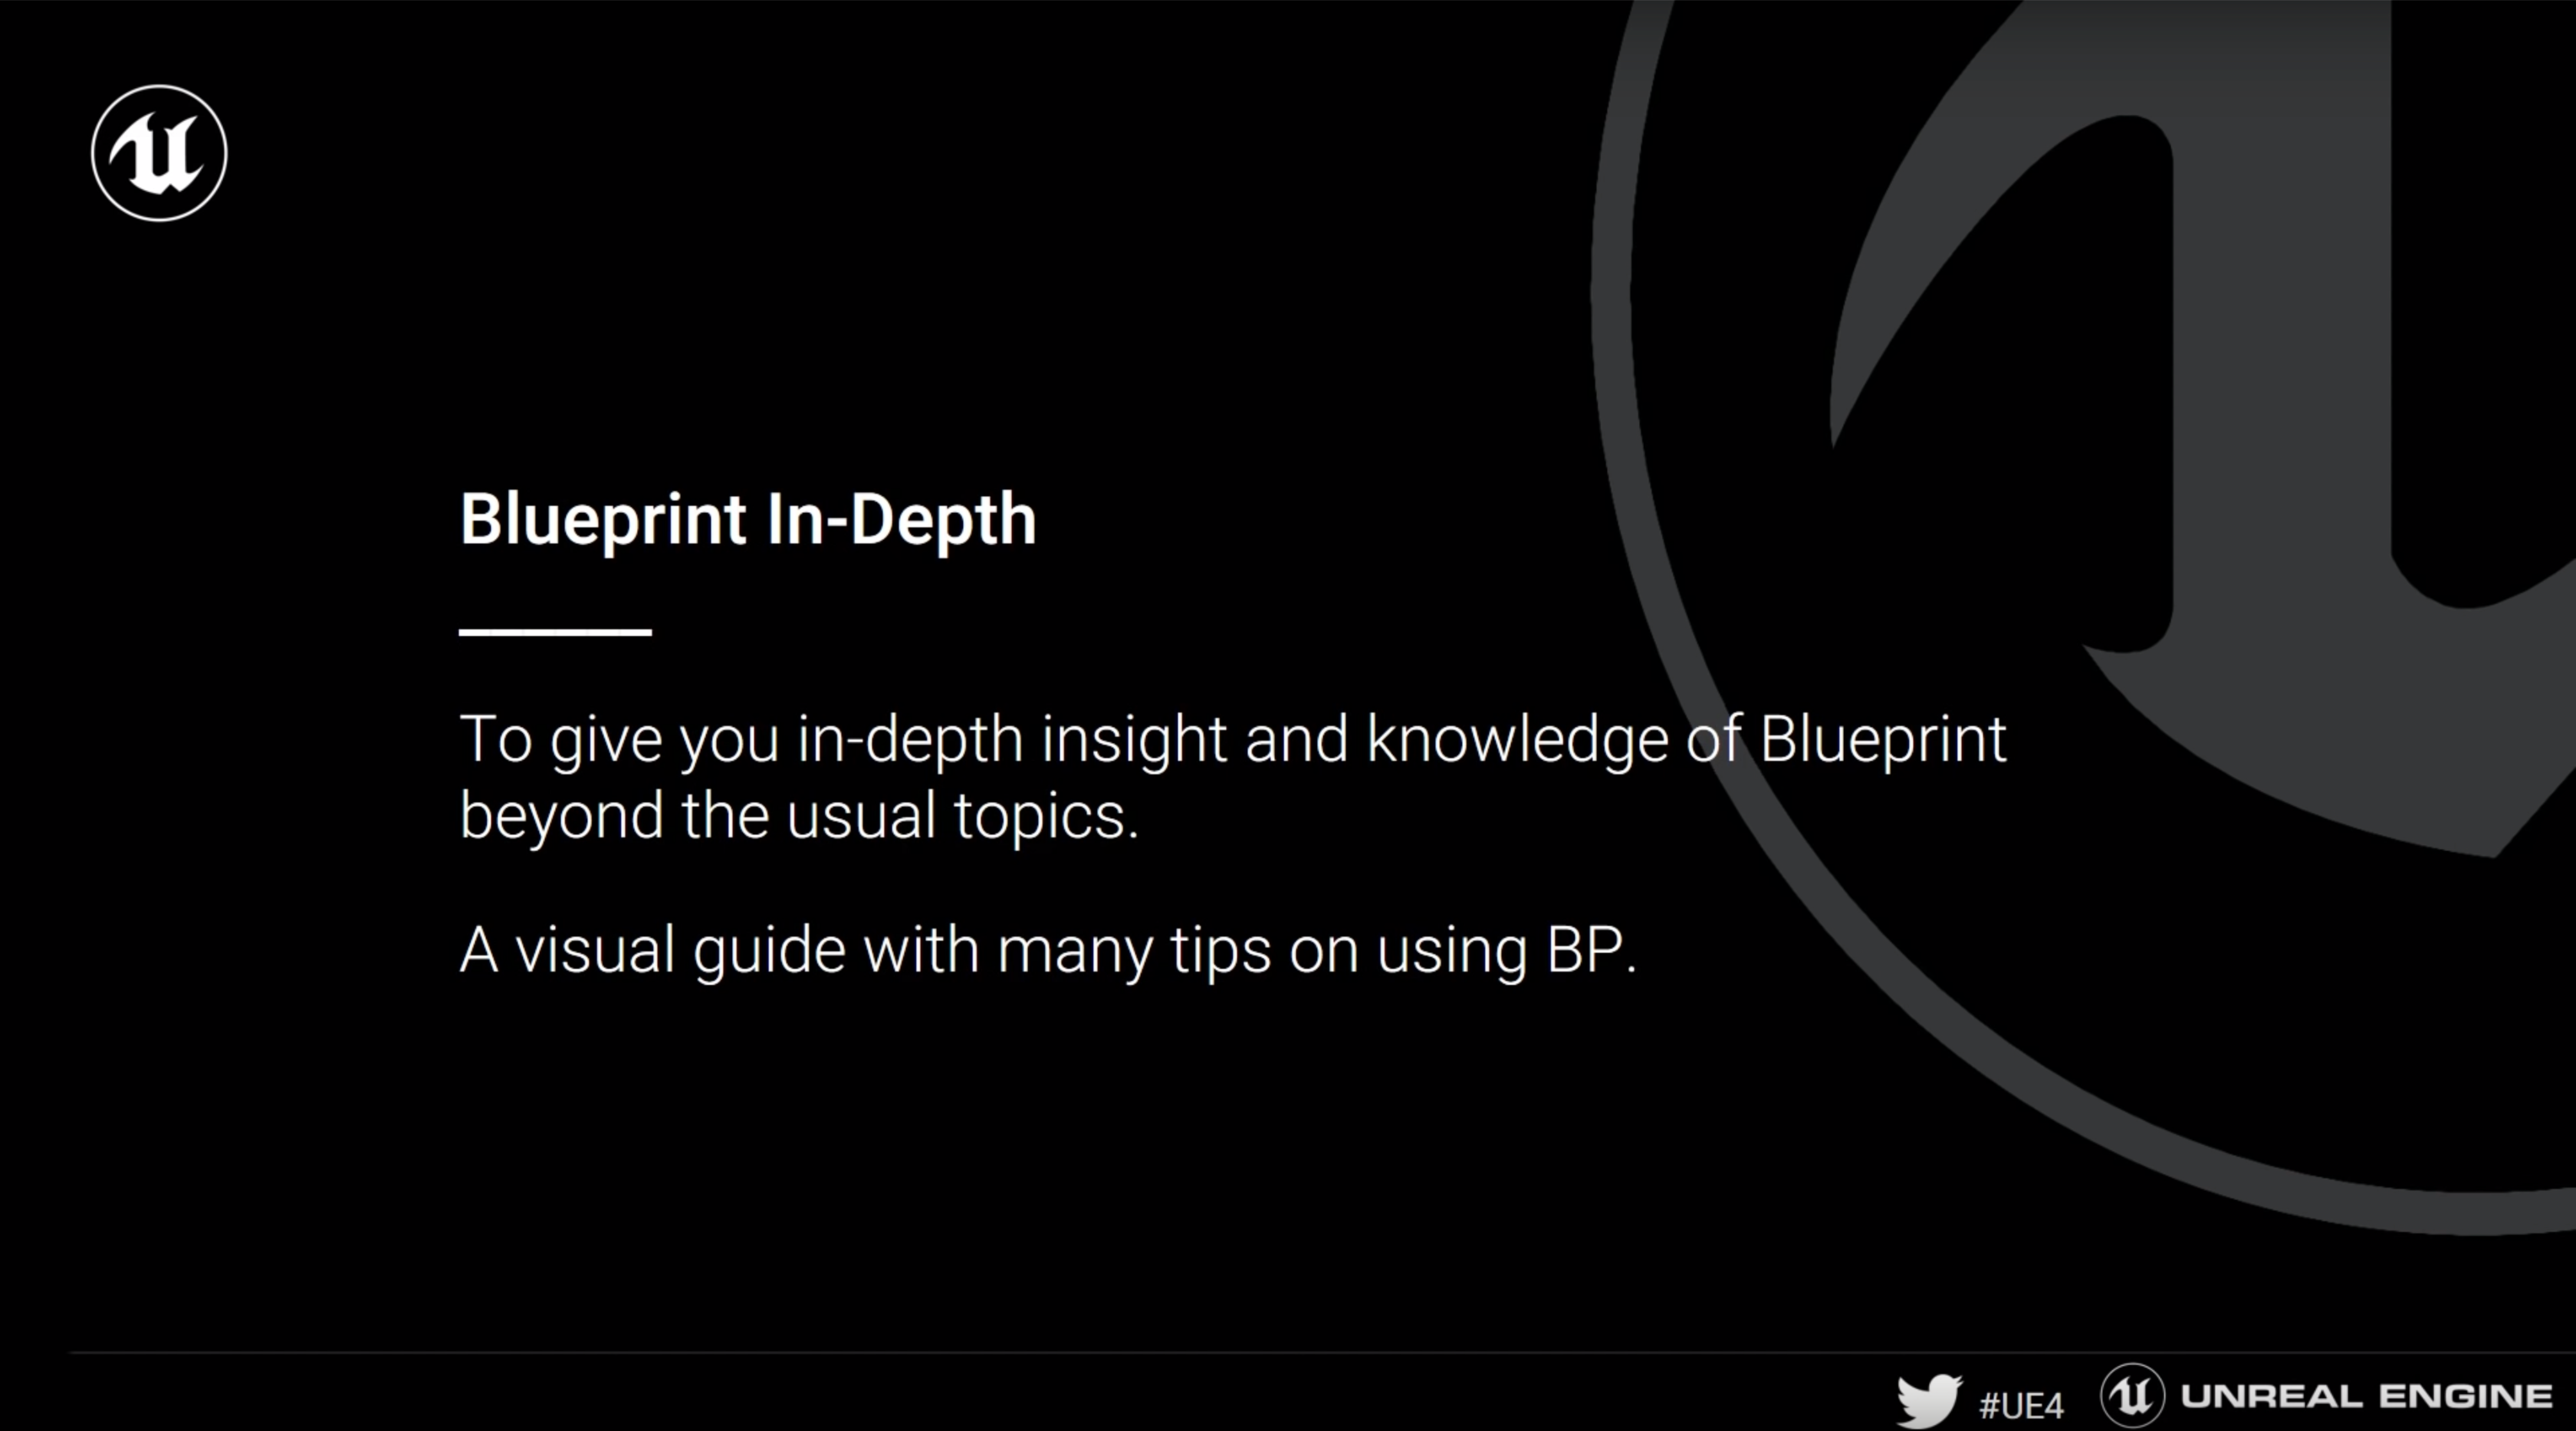 Blueprint In-Depth
To give you in-depth insight and knowledge of Blueprint
beyond the usual topics.
A visual guide with many tips on using BP.
#UE4 UNREAL ENGINE